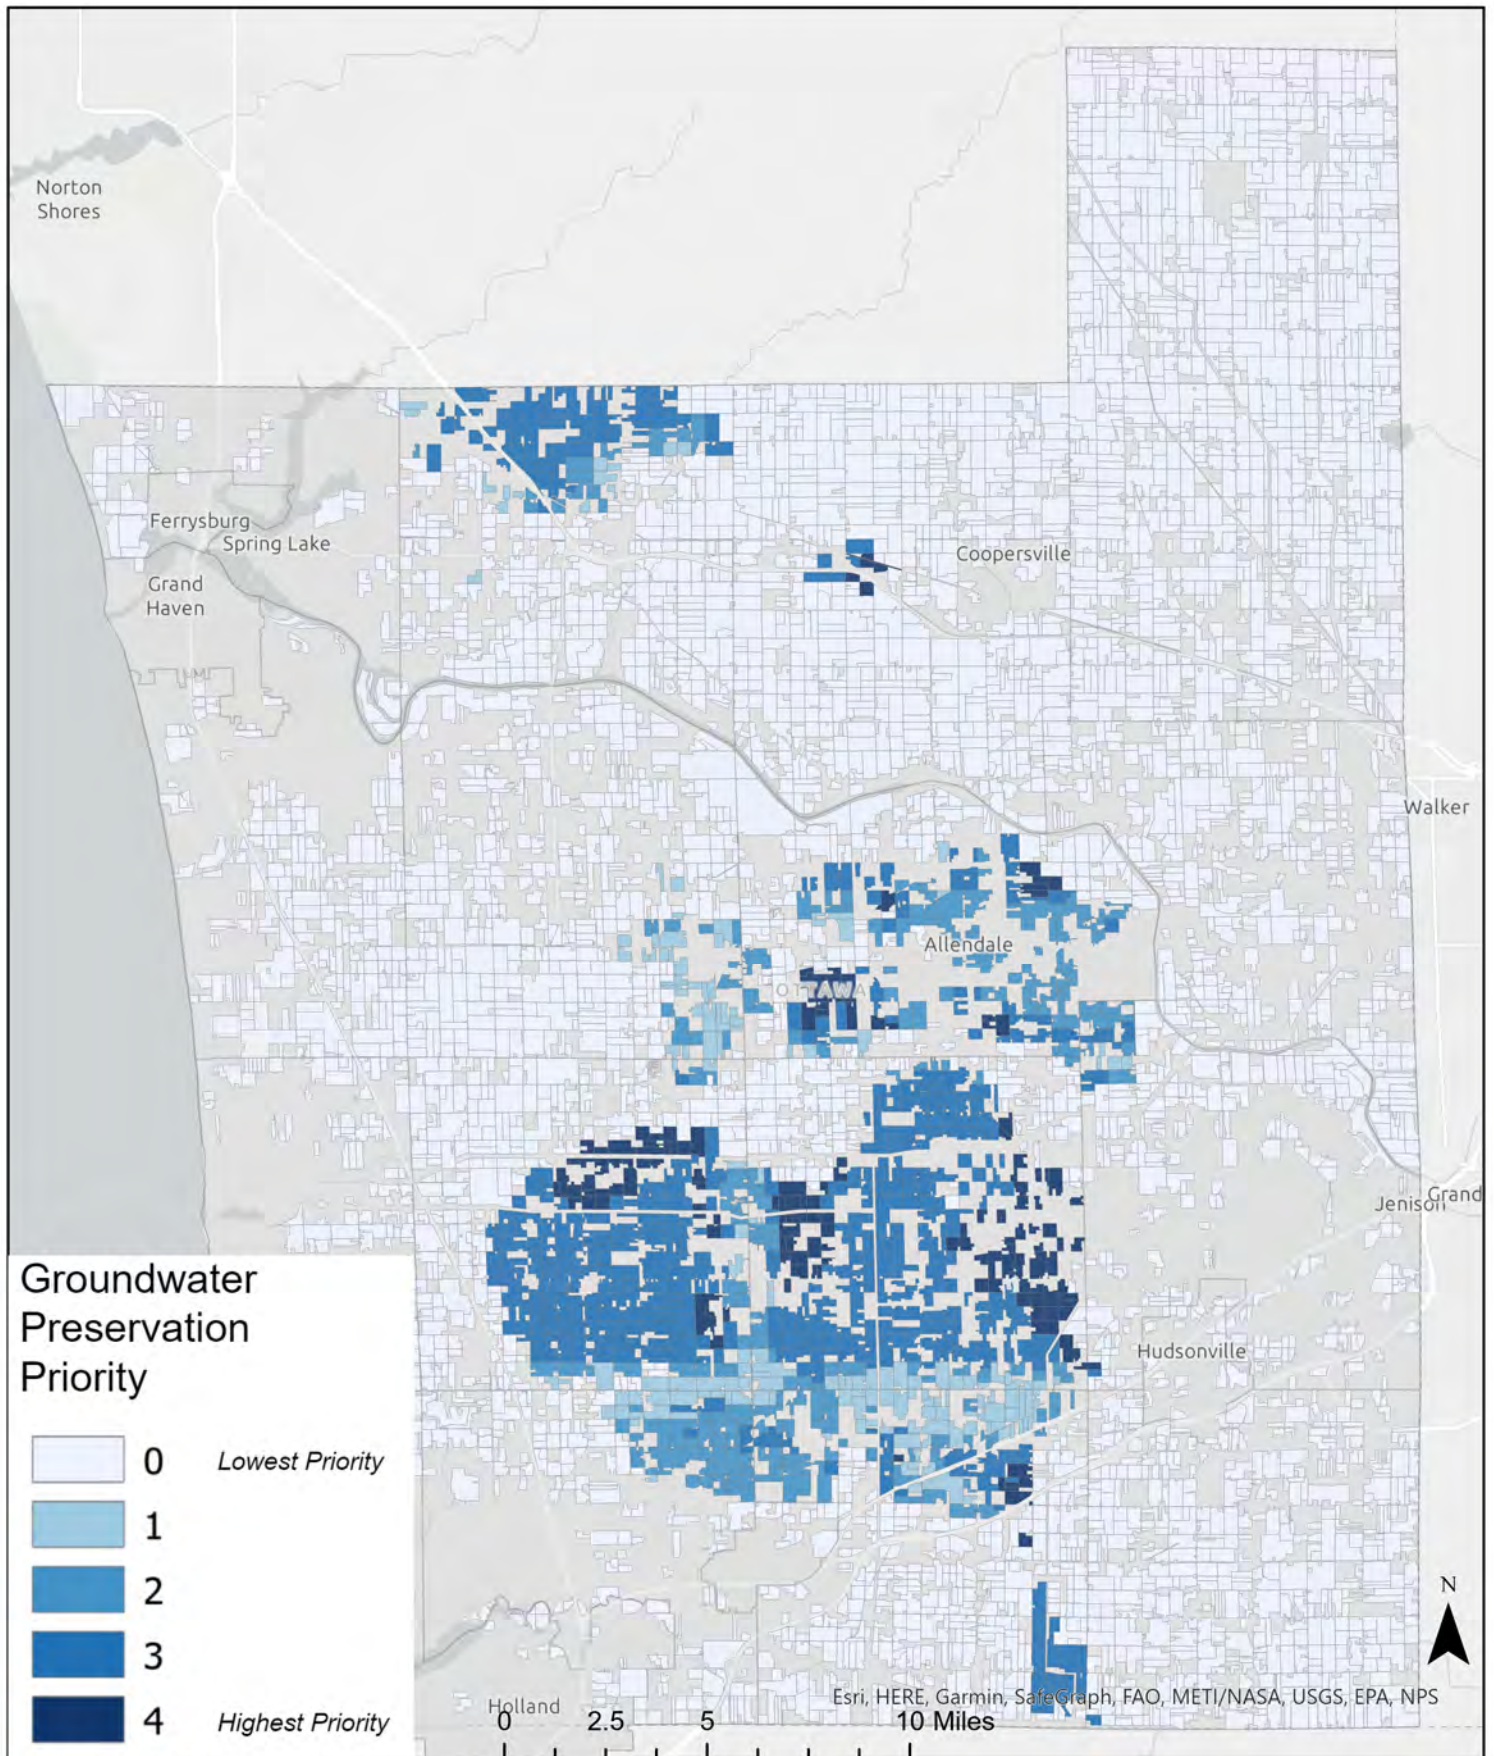 Norton
Shores
Ferrysburg
Spring Lake
Grand
Haven
Coopersville
Walker
Allendale
OTTAWA
Jenison
Grand
Hudsonville
Groundwater
Preservation
Priority
0 Lowest Priority
1
2
3
4 Highest Priority
N
Holland
Esri, HERE, Garmin, SafeGraph, FAO, METI/NASA, USGS, EPA, NPS
0 2.5 5 10 Miles